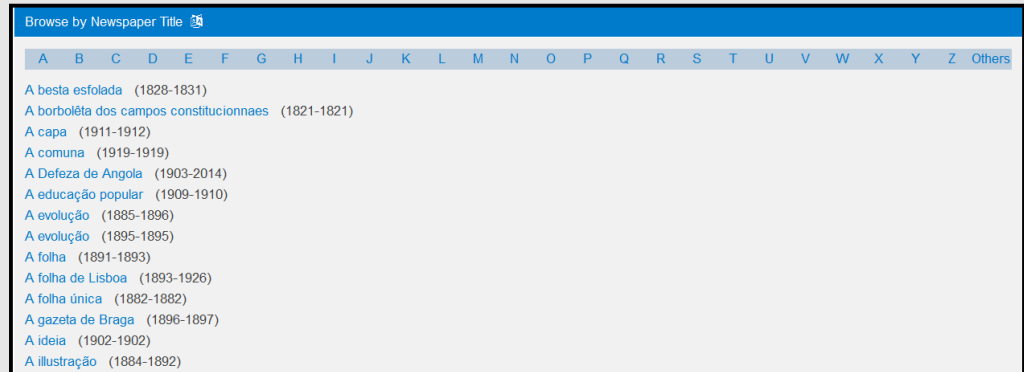 Browse by Newspaper Title
A B C D E F G H I J K L M N O P Q R S T U V W X Y Z Others
A besta esfolada (1828-1831)
A borbolêta dos campos constitucionnaes (1821-1821)
A capa (1911-1912)
A comuna (1919-1919)
A Defeza de Angola (1903-2014)
A educação popular (1909-1910)
A evolução (1885-1896)
A evolução (1895-1895)
A folha (1891-1893)
A folha de Lisboa (1893-1926)
A folha única (1882-1882)
A gazeta de Braga (1896-1897)
A ideia (1902-1902)
A illustração (1884-1892)